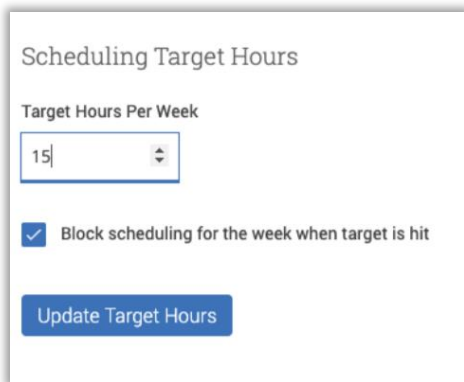 Scheduling Target Hours
Target Hours Per Week
15
Block scheduling for the week when target is hit
Update Target Hours